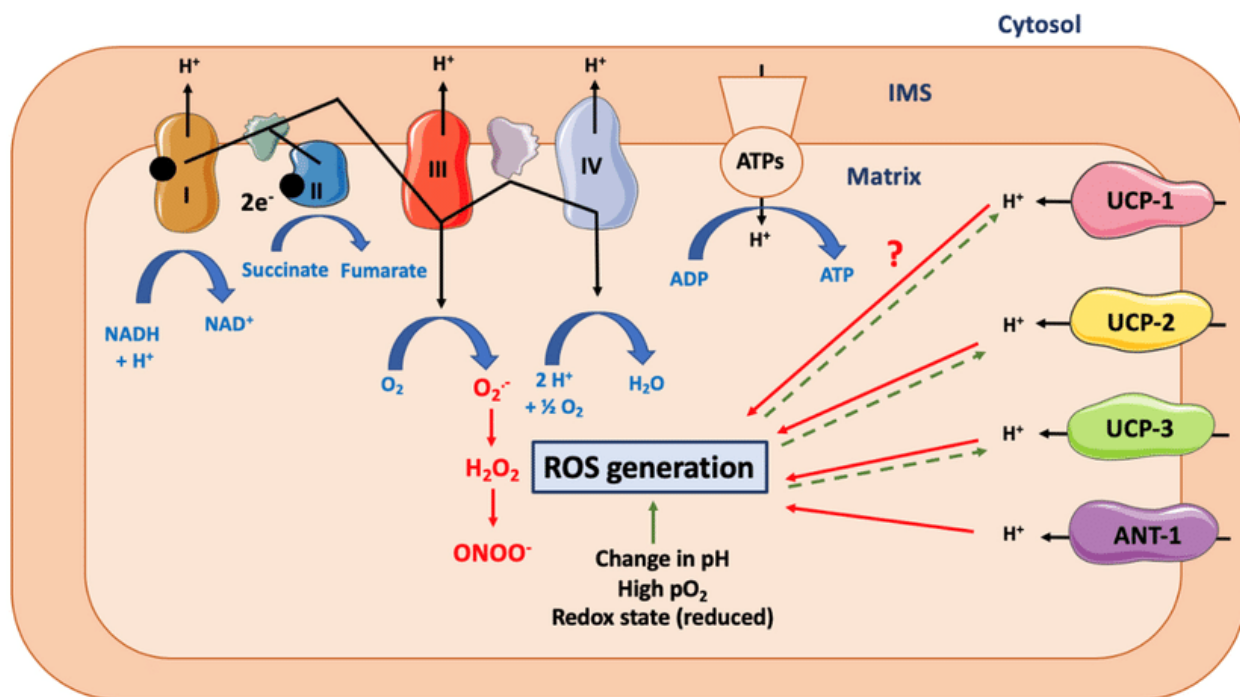 Cytosol
IMS
Matrix
H⁺
H⁺
H⁺
I
II
III
IV
2e⁻
ATPs
H⁺
Succinate
Fumarate
NADH
+ H⁺
NAD⁺
O₂
O₂·⁻
2 H⁺
+ ½ O₂
H₂O
ADP
ATP
H₂O₂
ONOO⁻
ROS generation
Change in pH
High pO₂
Redox state (reduced)
?
H⁺
UCP-1
H⁺
UCP-2
H⁺
UCP-3
H⁺
ANT-1